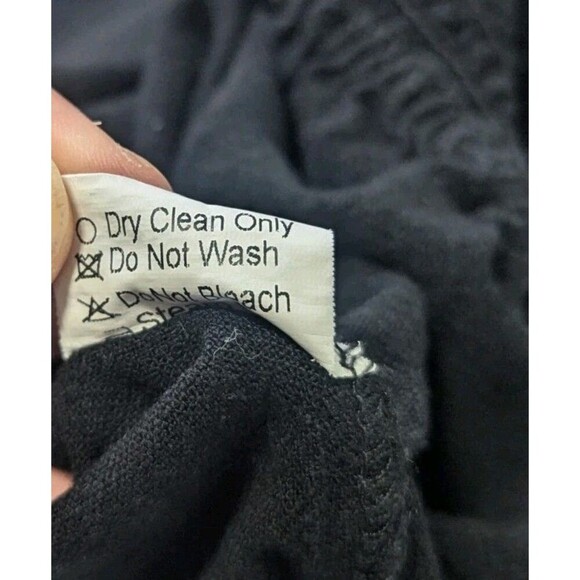 Dry Clean Only
Do Not Wash
Do Not Bleach